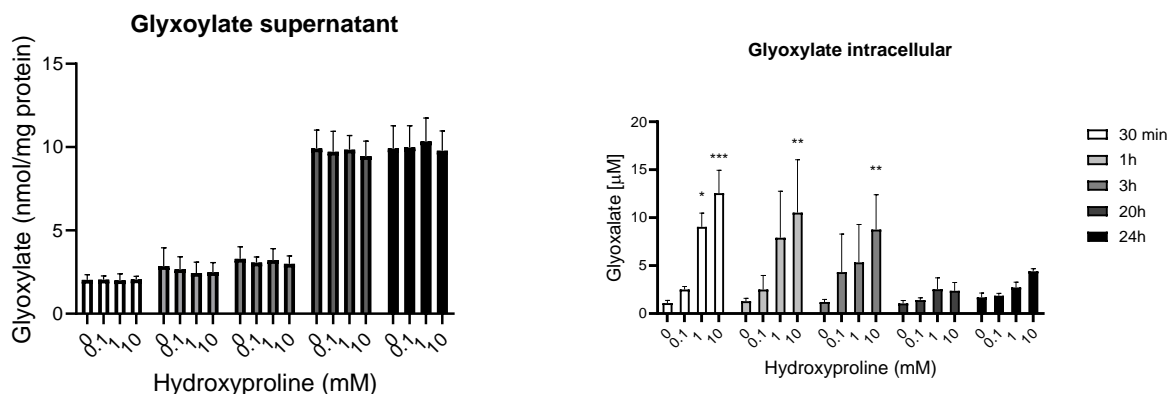 Glyxoylate supernatant
Glyoxylate (nmol/mg protein)
15
10
5
0
0 0.1 1 10 0 0.1 1 10 0 0.1 1 10 0 0.1 1 10 0 0.1 1 10
Hydroxyproline (mM)
Glyoxylate intracellular
Glyoxalate [µM]
20
15
10
5
0
* *** ** **
0 0.1 1 10 0 0.1 1 10 0 0.1 1 10 0 0.1 1 10 0 0.1 1 10
Hydroxyproline (mM)
30 min
1h
3h
20h
24h